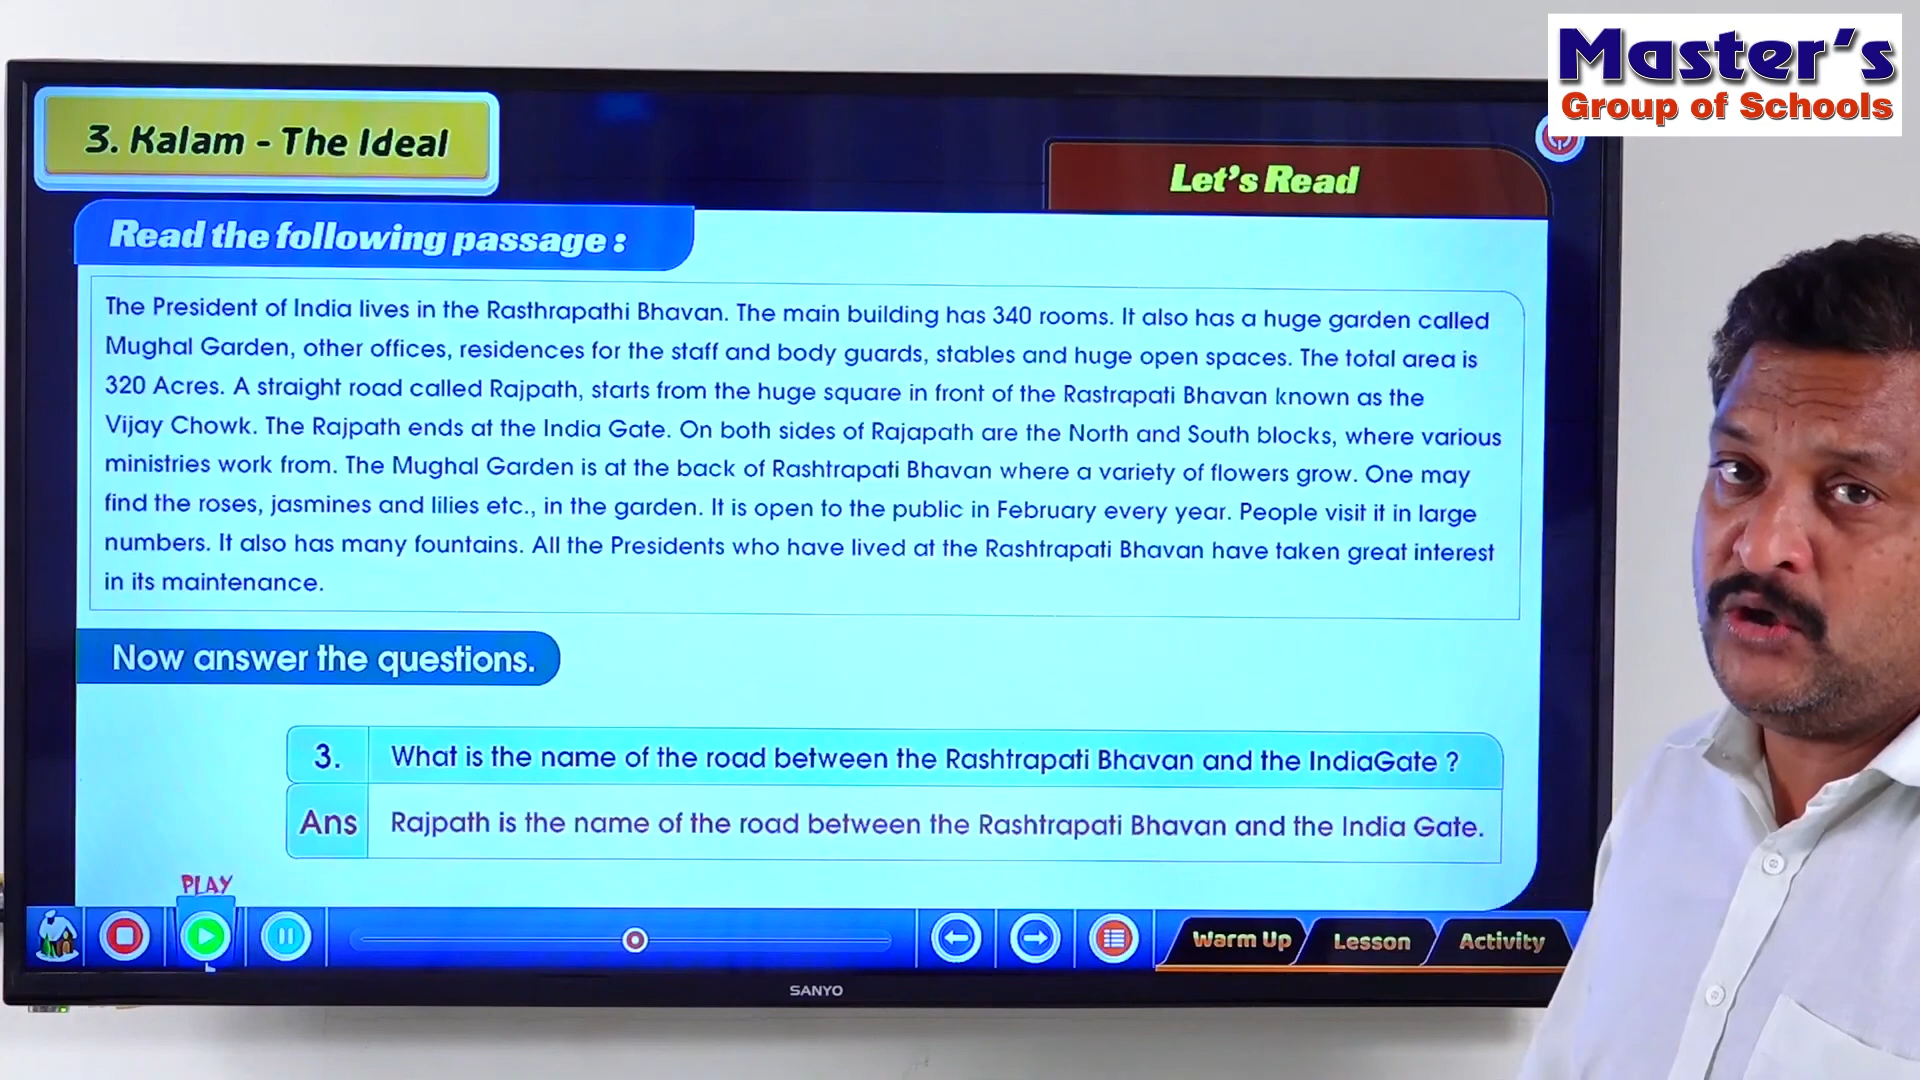 Master's
Group of Schools
3. Kalam - The Ideal
Let's Read
Read the following passage :
The President of India lives in the Rasthrapathi Bhavan. The main building has 340 rooms. It also has a huge garden called
Mughal Garden, other offices, residences for the staff and body guards, stables and huge open spaces. The total area is
320 Acres. A straight road called Rajpath, starts from the huge square in front of the Rastrapati Bhavan known as the
Vijay Chowk. The Rajpath ends at the India Gate. On both sides of Rajapath are the North and South blocks, where various
ministries work from. The Mughal Garden is at the back of Rashtrapati Bhavan where a variety of flowers grow. One may
find the roses, jasmines and lilies etc., in the garden. It is open to the public in February every year. People visit it in large
numbers. It also has many fountains. All the Presidents who have lived at the Rashtrapati Bhavan have taken great interest
in its maintenance.
Now answer the questions.
3. What is the name of the road between the Rashtrapati Bhavan and the IndiaGate ?
Ans Rajpath is the name of the road between the Rashtrapati Bhavan and the India Gate.
PLAY
Warm Up Lesson Activity
SANYO